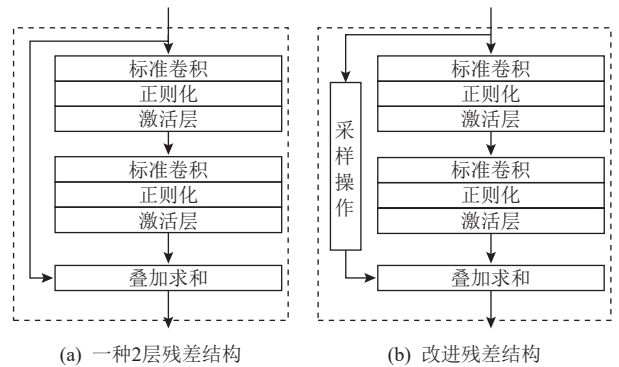 标准卷积
正则化
激活层
标准卷积
正则化
激活层
叠加求和
(a) 一种2层残差结构
采样操作
标准卷积
正则化
激活层
标准卷积
正则化
激活层
叠加求和
(b) 改进残差结构